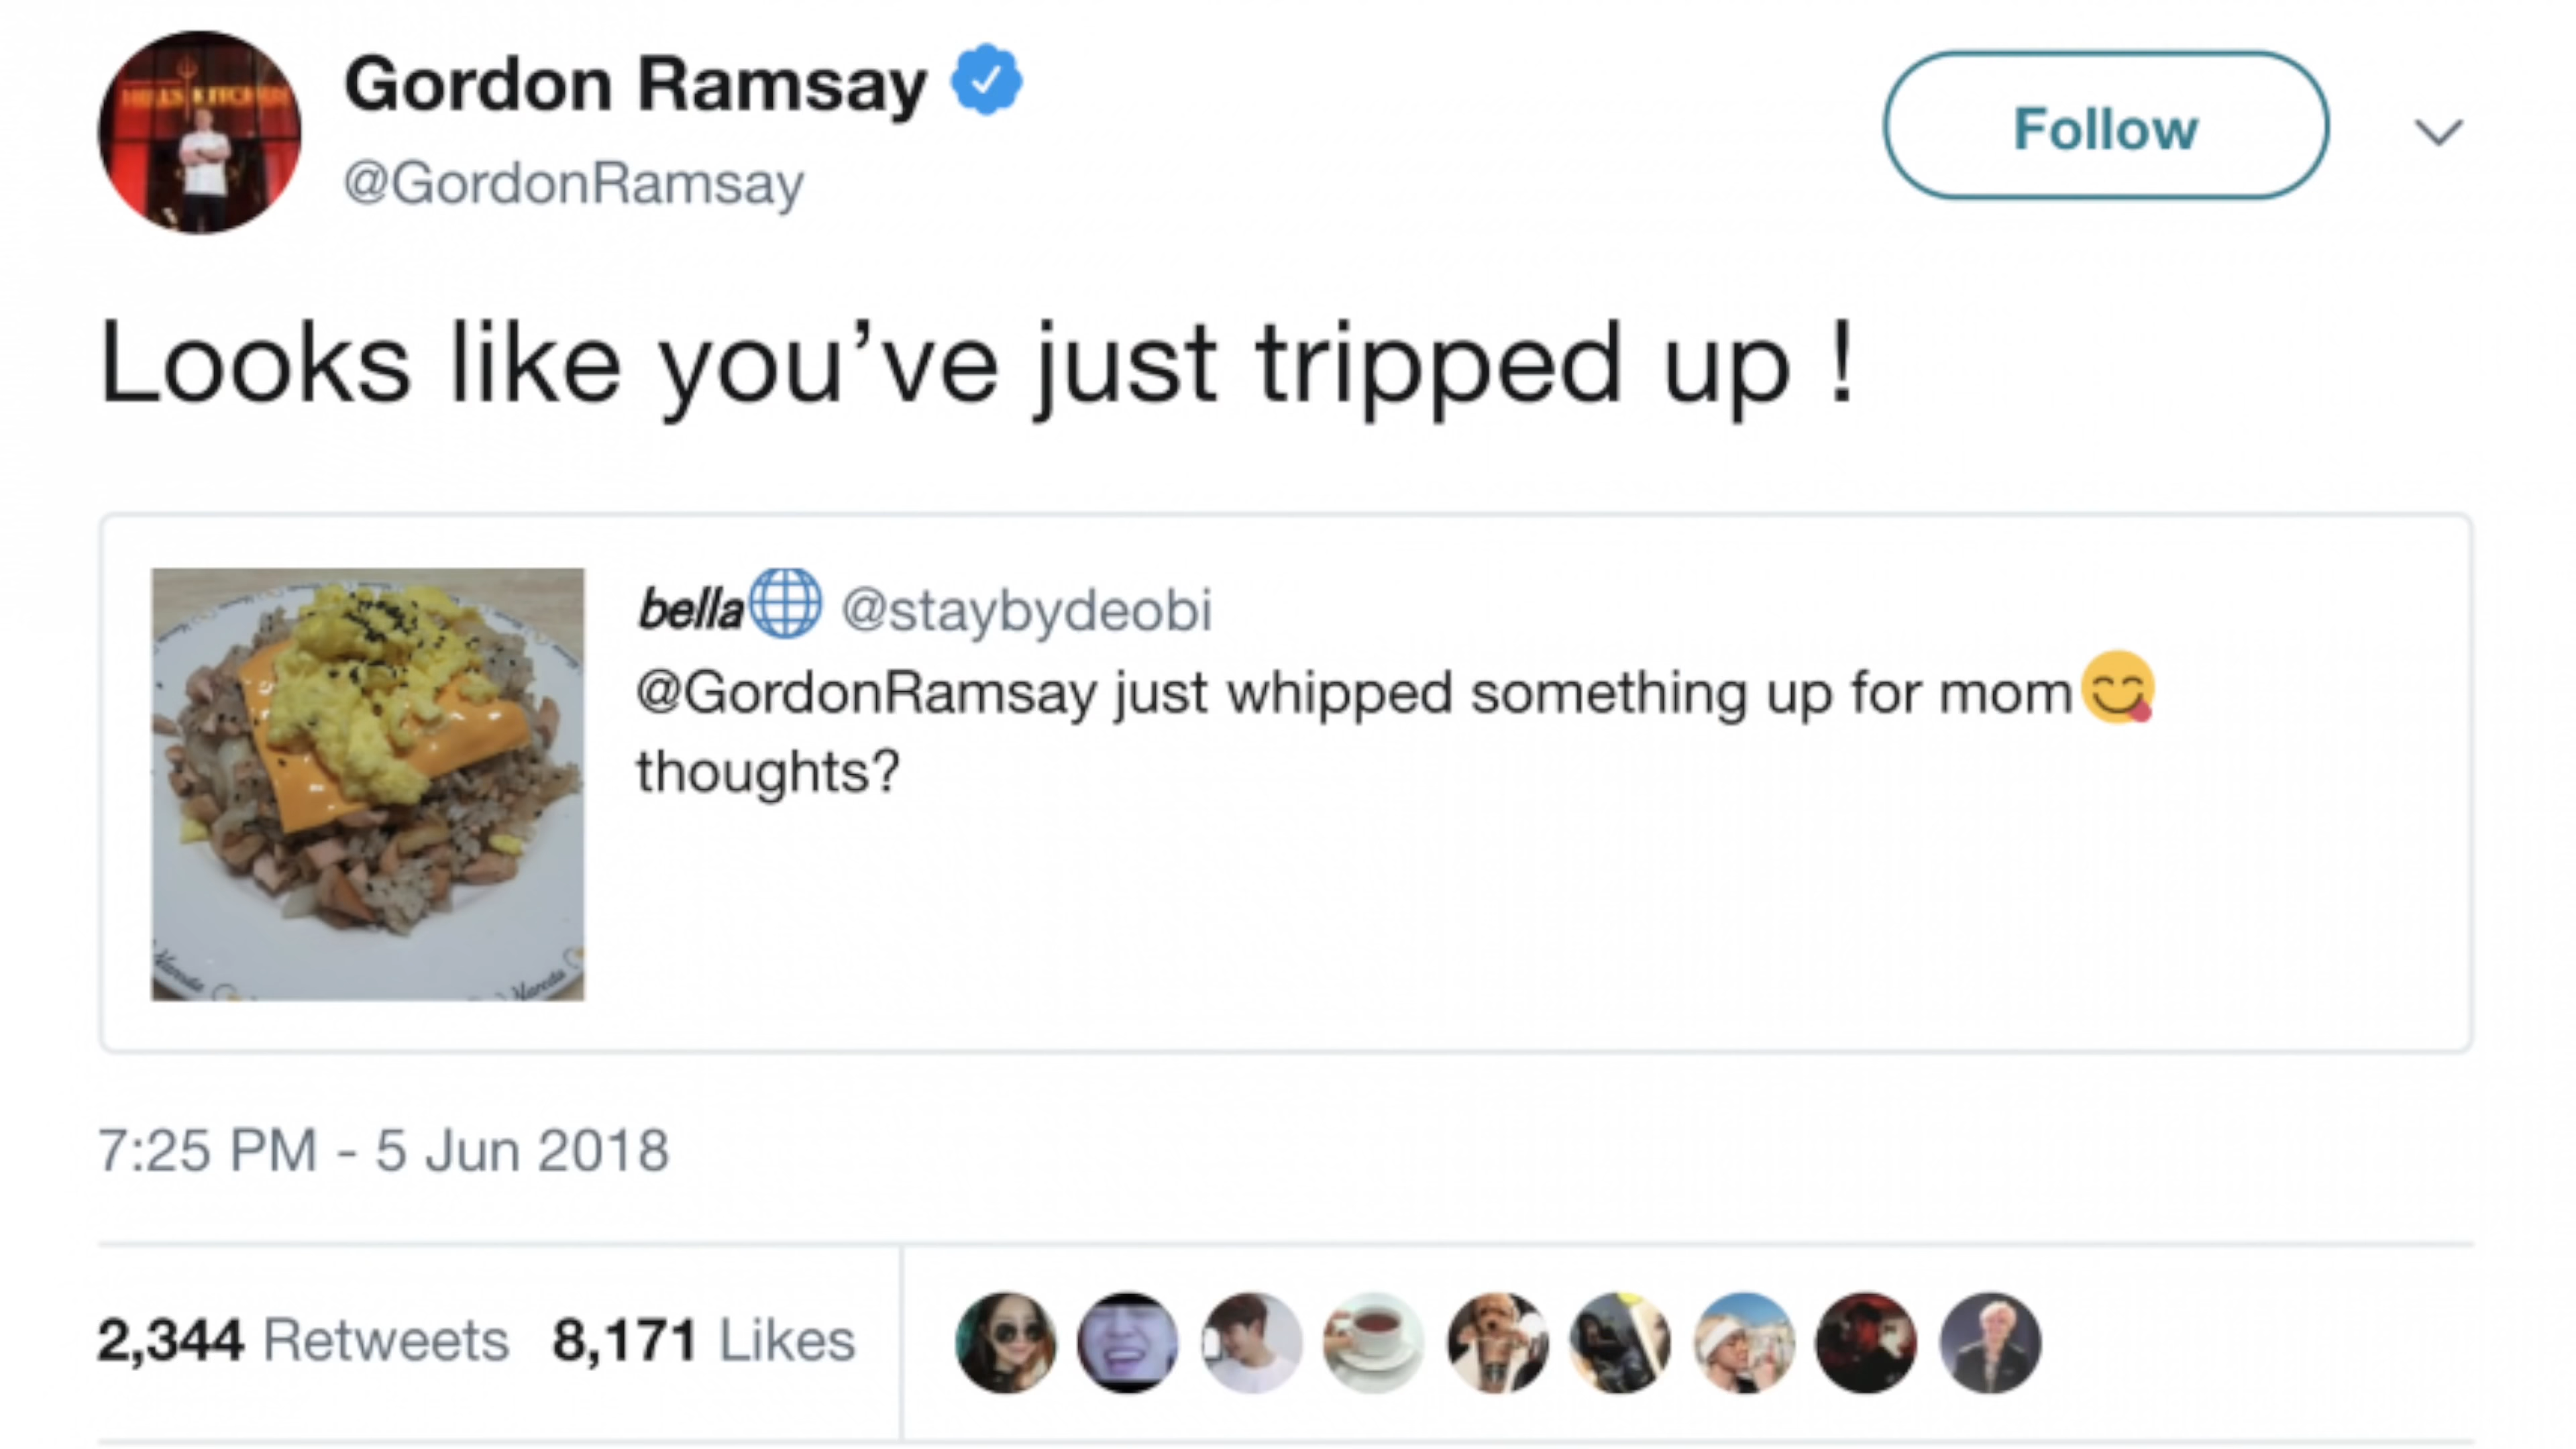 Gordon Ramsay
@GordonRamsay
Follow
Looks like you’ve just tripped up !
bella🌐 @staybydeobi
@GordonRamsay just whipped something up for mom😋
thoughts?
7:25 PM - 5 Jun 2018
2,344 Retweets 8,171 Likes